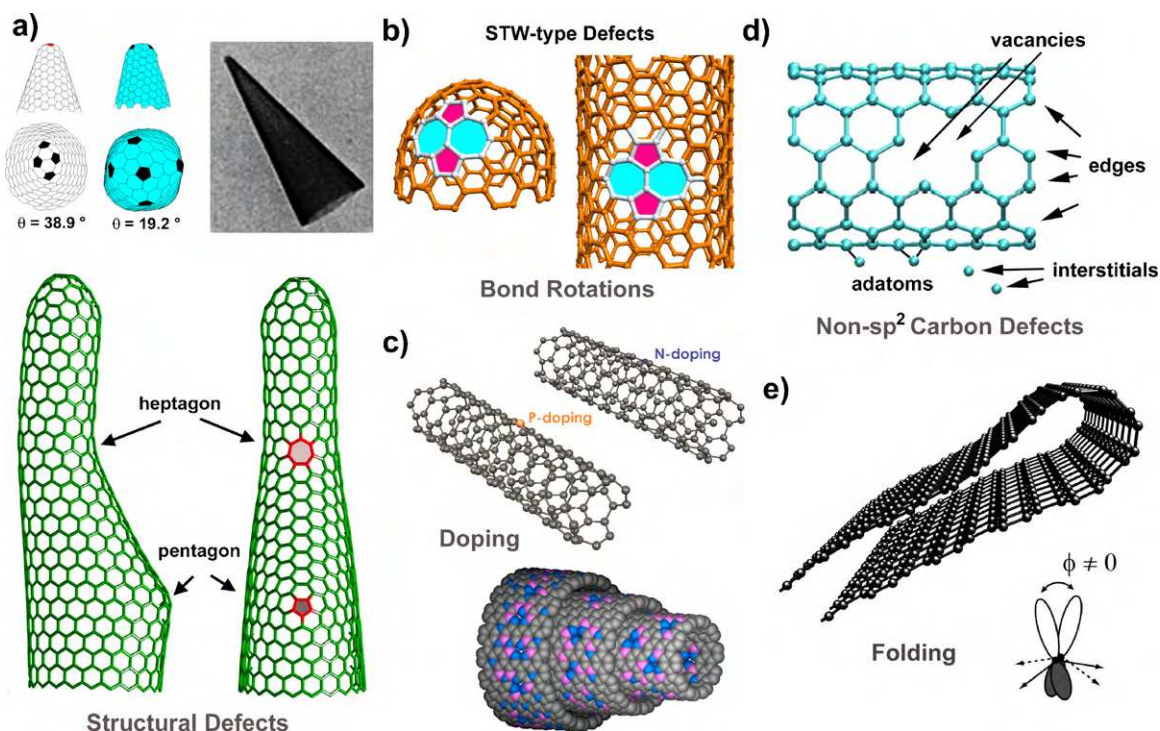 a)
θ = 38.9 °
θ = 19.2 °
heptagon
pentagon
Structural Defects
b)
STW-type Defects
Bond Rotations
c)
N-doping
P-doping
Doping
d)
vacancies
edges
adatoms
interstitials
Non-sp² Carbon Defects
e)
ϕ ≠ 0
Folding